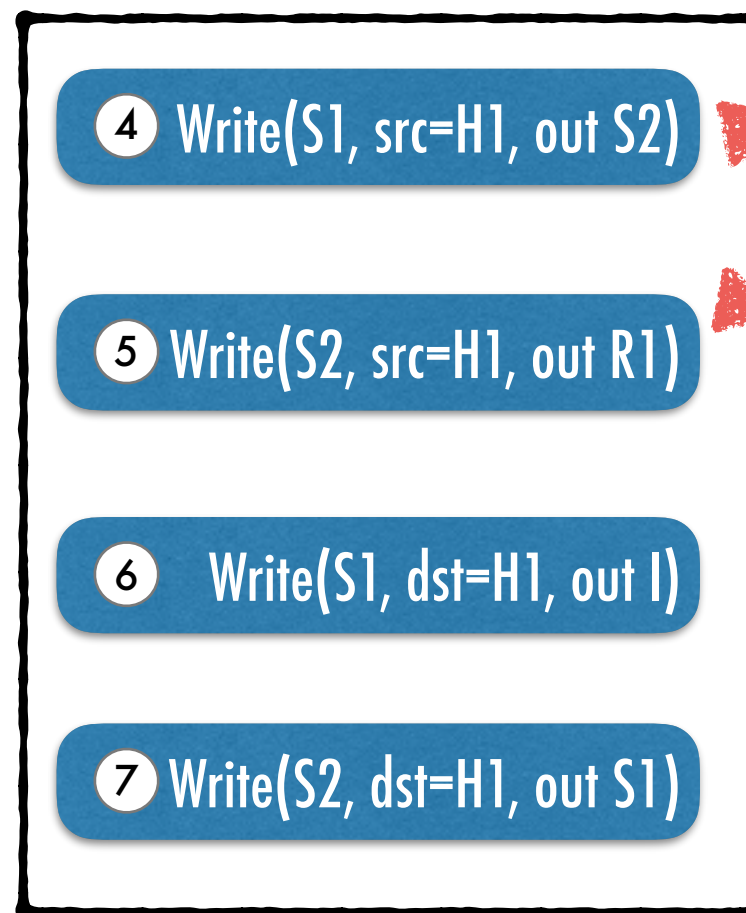 4 Write(S1, src=H1, out S2)
5 Write(S2, src=H1, out R1)
6 Write(S1, dst=H1, out I)
7 Write(S2, dst=H1, out S1)